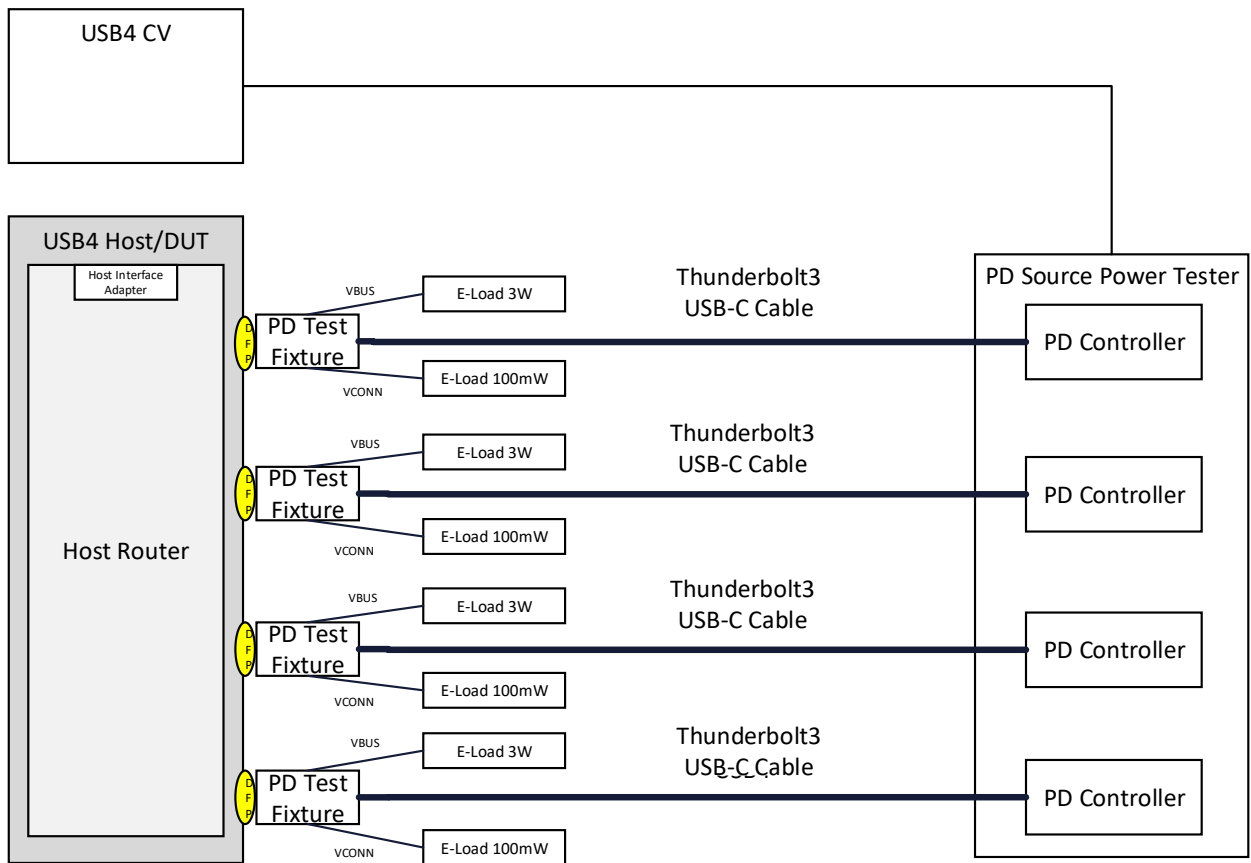 USB4 CV
USB4 Host/DUT
Host Interface
Adapter
Host Router
PD Source Power Tester
D
F
P
PD Test
Fixture
VBUS
E-Load 3W
VCONN
E-Load 100mW
Thunderbolt3
USB-C Cable
PD Controller
D
F
P
PD Test
Fixture
VBUS
E-Load 3W
VCONN
E-Load 100mW
Thunderbolt3
USB-C Cable
PD Controller
D
F
P
PD Test
Fixture
VBUS
E-Load 3W
VCONN
E-Load 100mW
Thunderbolt3
USB-C Cable
PD Controller
D
F
P
PD Test
Fixture
VBUS
E-Load 3W
VCONN
E-Load 100mW
Thunderbolt3
USB-C Cable
PD Controller